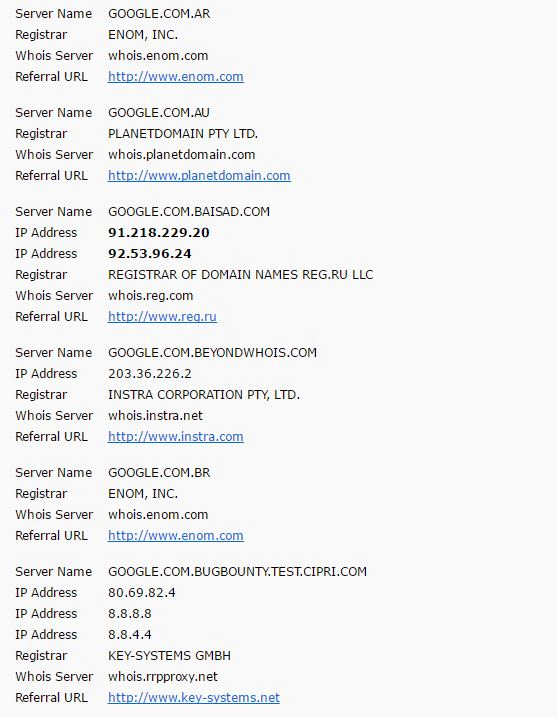 Server Name GOOGLE.COM.AR
Registrar ENOM, INC.
Whois Server whois.enom.com
Referral URL http://www.enom.com
Server Name GOOGLE.COM.AU
Registrar PLANETDOMAIN PTY LTD.
Whois Server whois.planetdomain.com
Referral URL http://www.planetdomain.com
Server Name GOOGLE.COM.BAISAD.COM
IP Address 91.218.229.20
IP Address 92.53.96.24
Registrar REGISTRAR OF DOMAIN NAMES REG.RU LLC
Whois Server whois.reg.com
Referral URL http://www.reg.ru
Server Name GOOGLE.COM.BEYONDWHOIS.COM
IP Address 203.36.226.2
Registrar INSTRA CORPORATION PTY, LTD.
Whois Server whois.instra.net
Referral URL http://www.instra.com
Server Name GOOGLE.COM.BR
Registrar ENOM, INC.
Whois Server whois.enom.com
Referral URL http://www.enom.com
Server Name GOOGLE.COM.BUGBOUNTY.TEST.CIPRI.COM
IP Address 80.69.82.4
IP Address 8.8.8.8
IP Address 8.8.4.4
Registrar KEY-SYSTEMS GMBH
Whois Server whois.rrpproxy.net
Referral URL http://www.key-systems.net